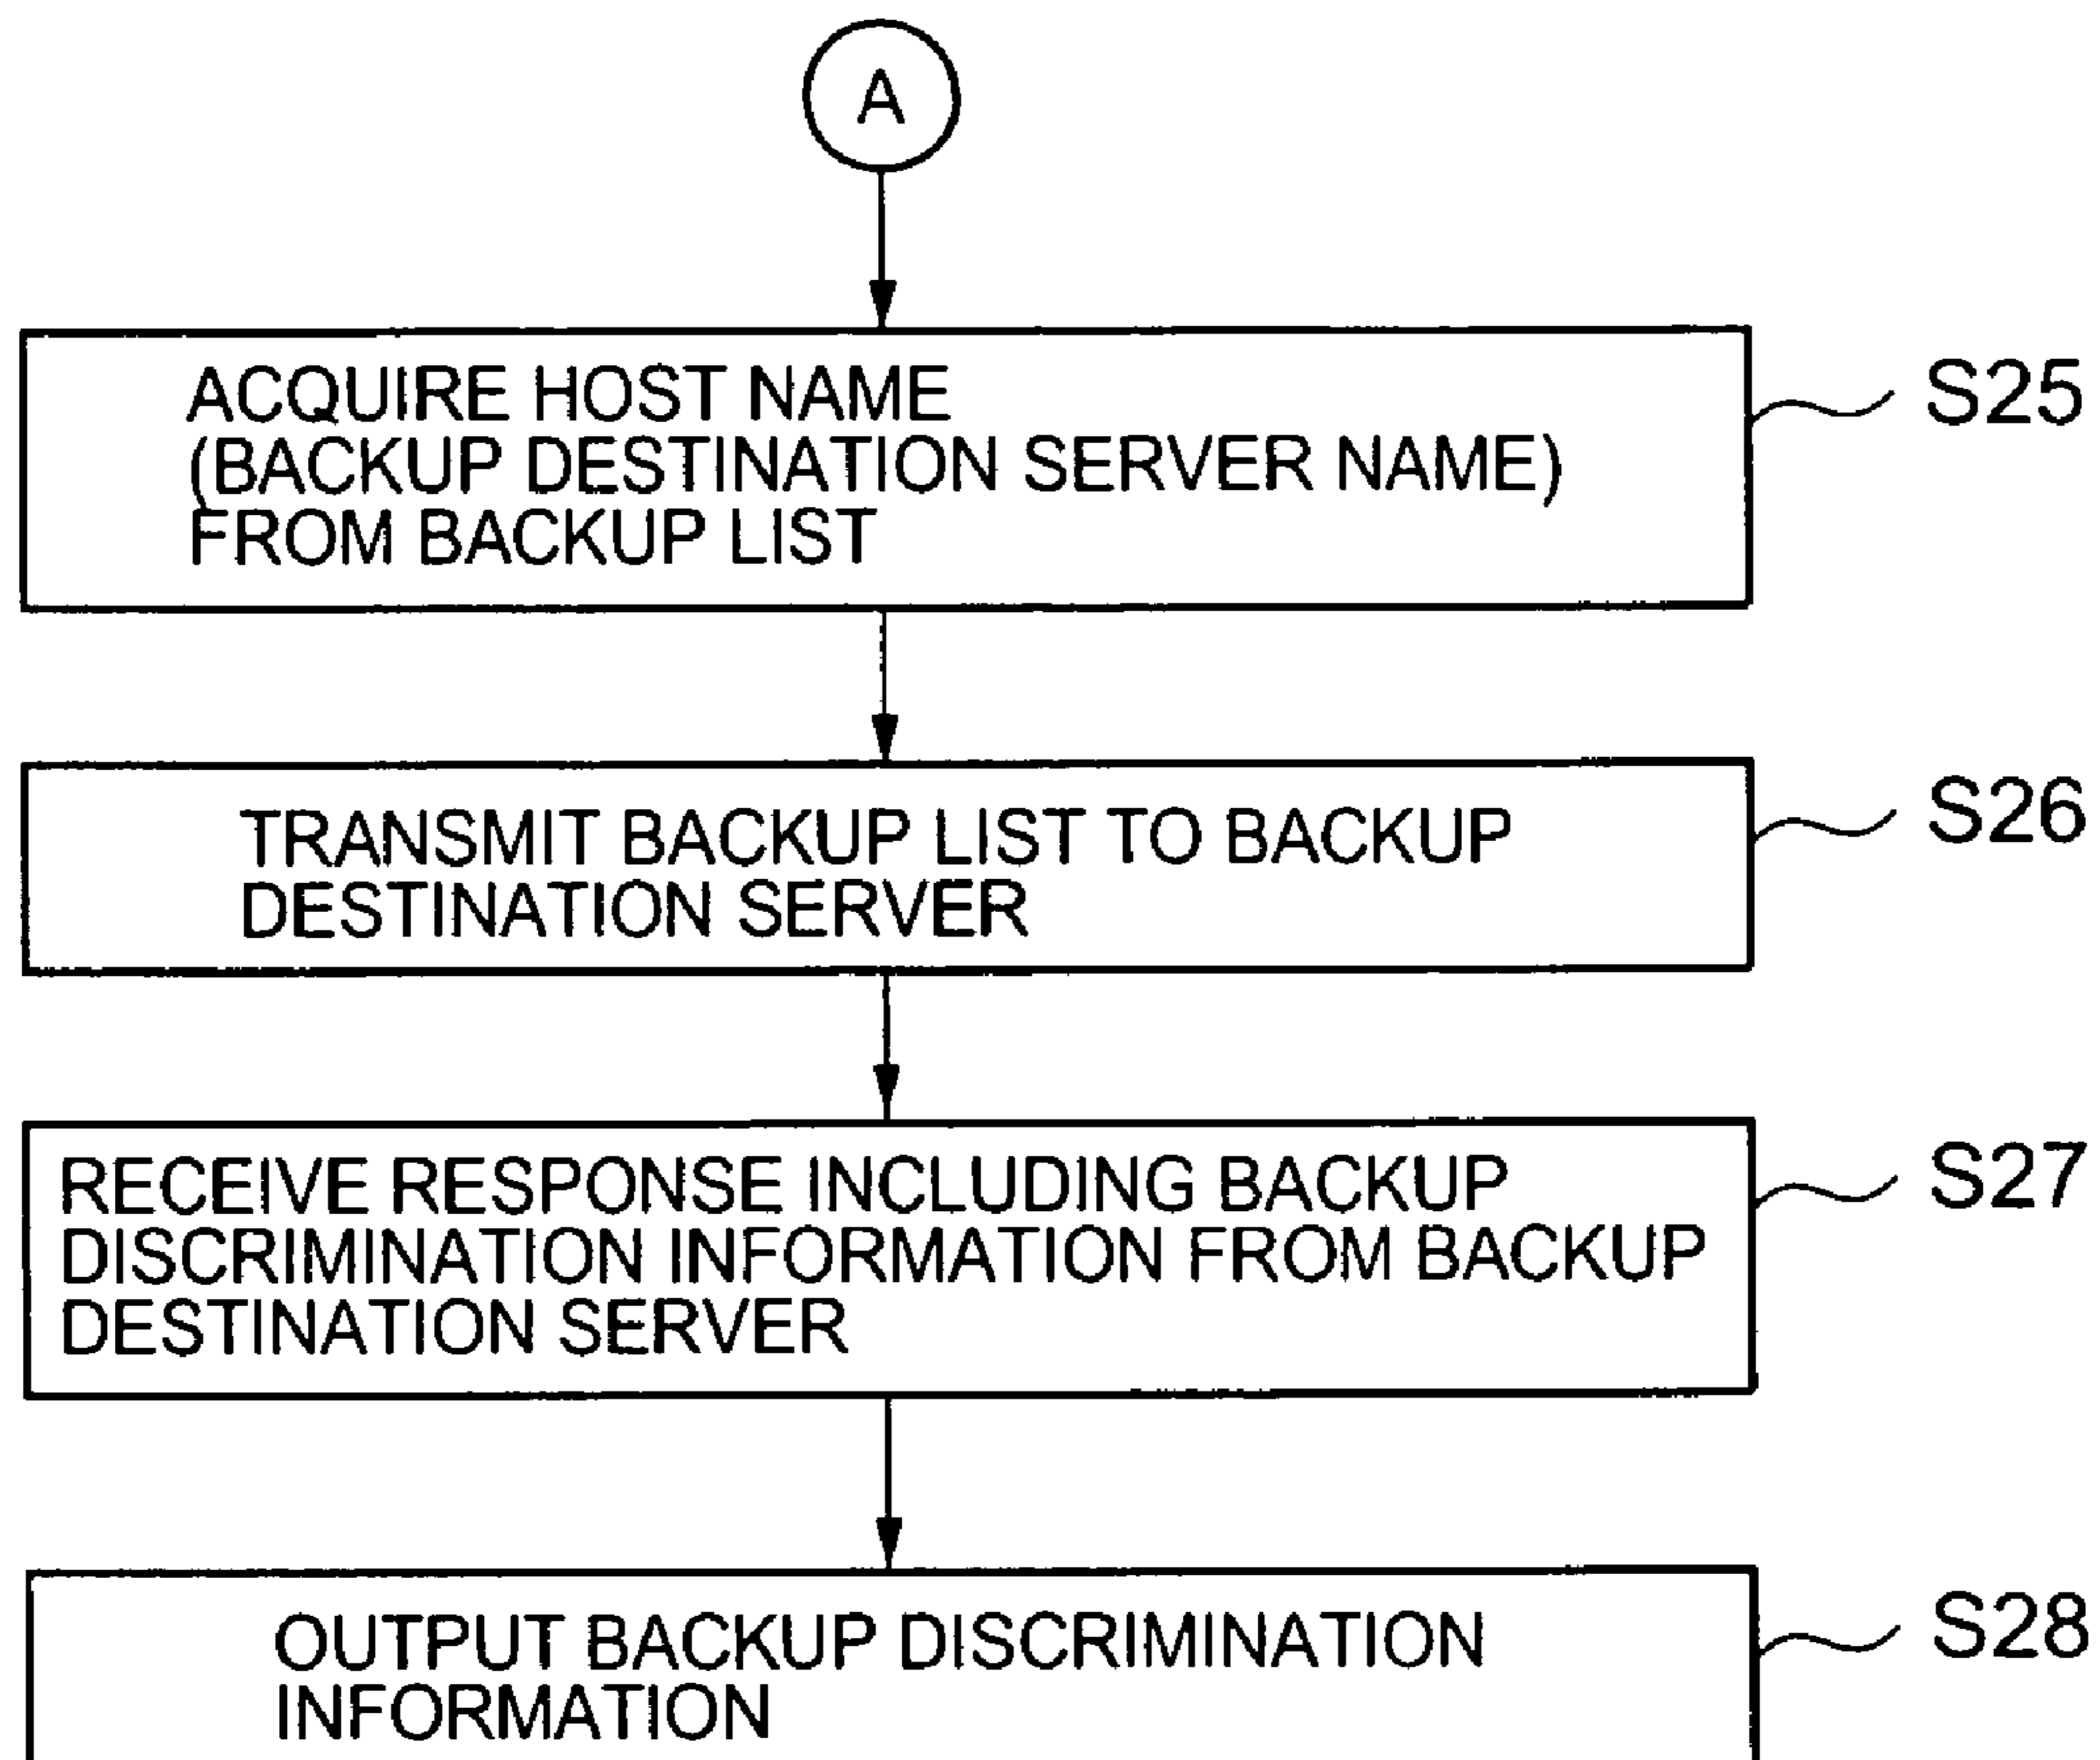 A
ACQUIRE HOST NAME
(BACKUP DESTINATION SERVER NAME)
FROM BACKUP LIST
S25
TRANSMIT BACKUP LIST TO BACKUP
DESTINATION SERVER
S26
RECEIVE RESPONSE INCLUDING BACKUP
DISCRIMINATION INFORMATION FROM BACKUP
DESTINATION SERVER
S27
OUTPUT BACKUP DISCRIMINATION
INFORMATION
S28